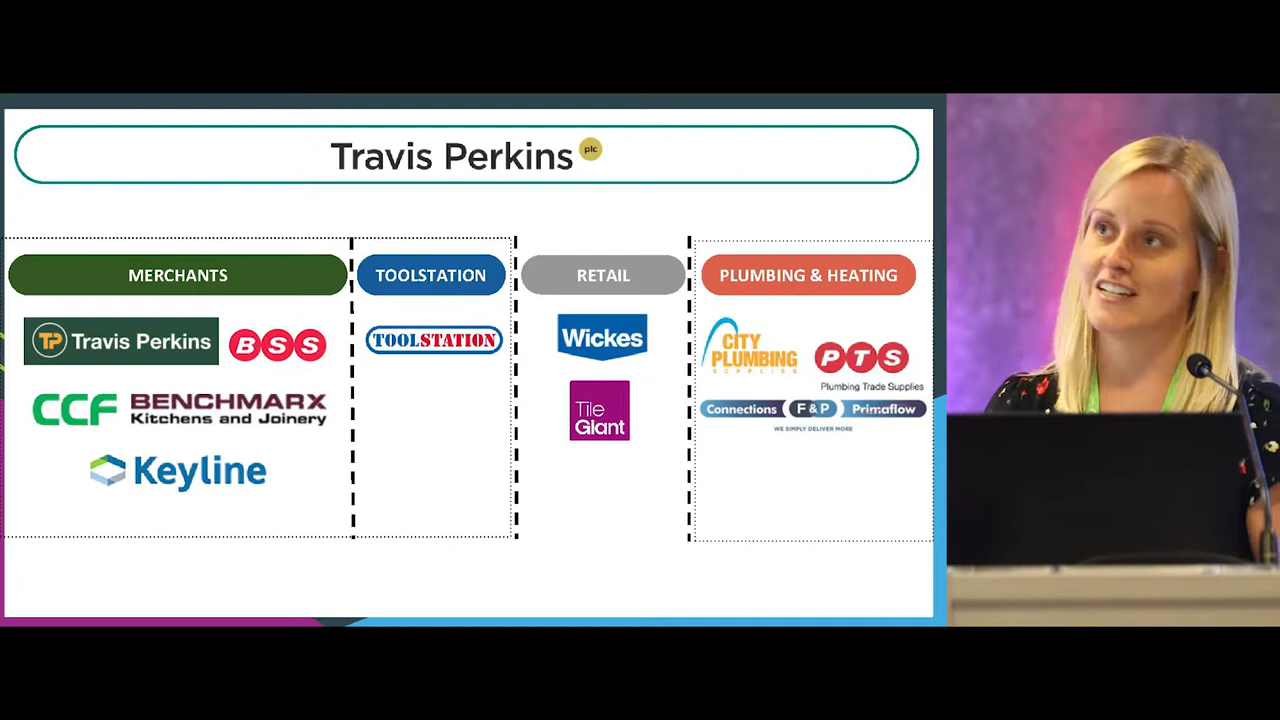 Travis Perkins plc
MERCHANTS
TOOLSTATION
RETAIL
PLUMBING & HEATING
TP Travis Perkins
BSS
CCF
BENCHMARX
Kitchens and Joinery
Keyline
TOOLSTATION
Wickes
Tile
Giant
CITY
PLUMBING
SUPPLIES
PTS
Plumbing Trade Supplies
Connections F&P Primaflow
WE SIMPLY DELIVER MORE